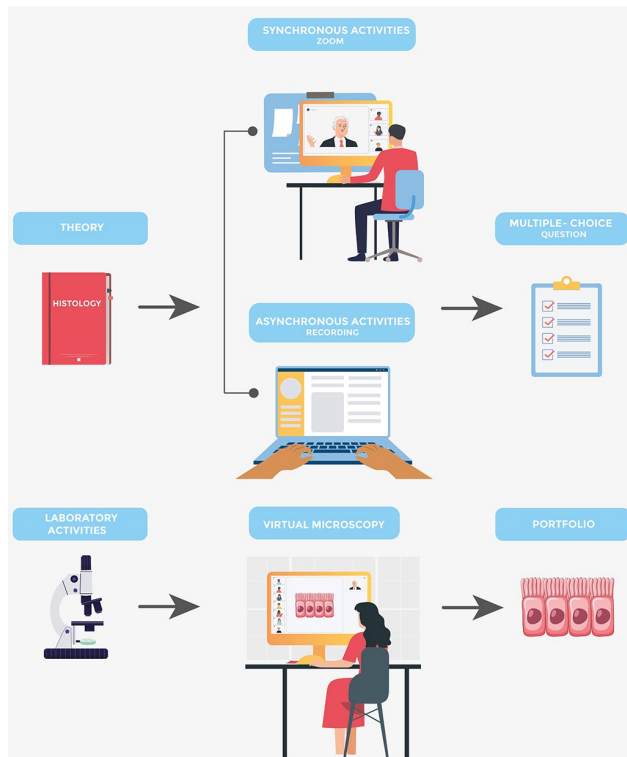 SYNCHRONOUS ACTIVITIES
ZOOM
THEORY
HISTOLOGY
MULTIPLE- CHOICE
QUESTION
ASYNCHRONOUS ACTIVITIES
RECORDING
LABORATORY
ACTIVITIES
VIRTUAL MICROSCOPY
PORTFOLIO